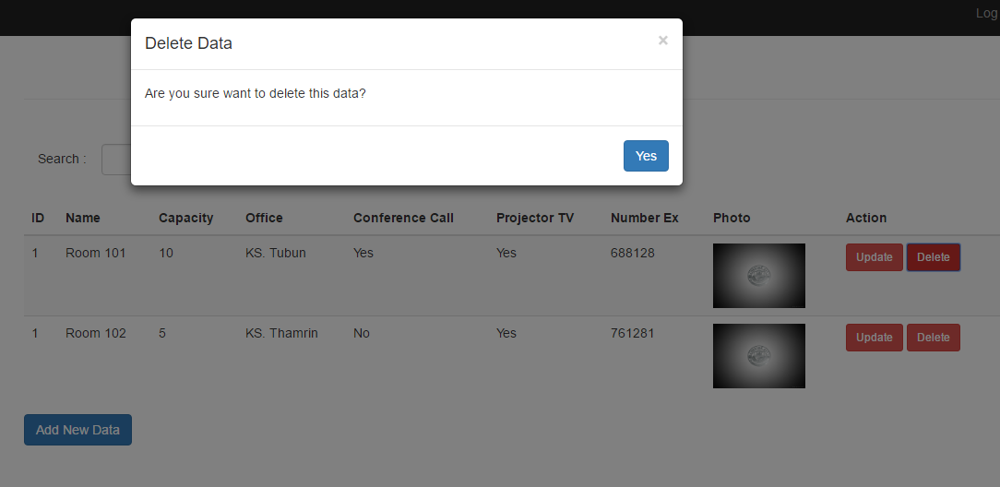 Log
Delete Data ×
Are you sure want to delete this data?
Yes
Search :
ID Name Capacity Office Conference Call Projector TV Number Ex Photo Action
1 Room 101 10 KS. Tubun Yes Yes 688128 Update Delete
1 Room 102 5 KS. Thamrin No Yes 761281 Update Delete
Add New Data